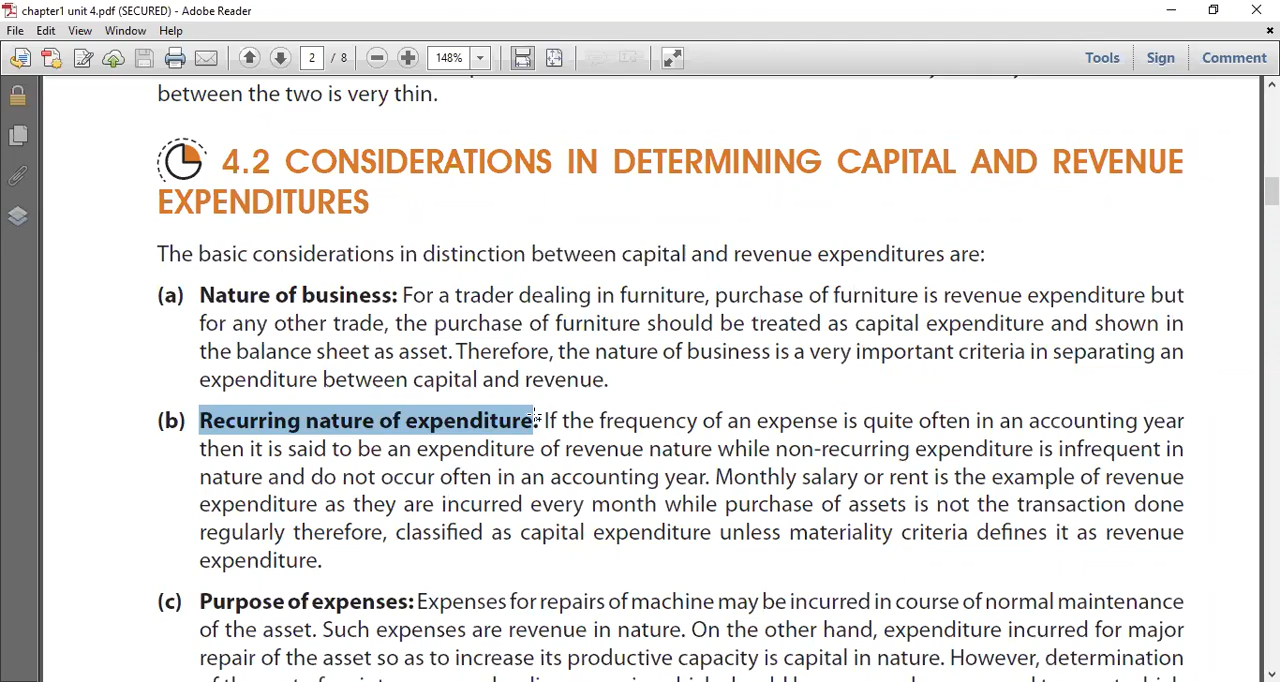 chapter1 unit 4.pdf (SECURED) - Adobe Reader
File Edit View Window Help
2 / 8 148% Tools Sign Comment
between the two is very thin.
4.2 CONSIDERATIONS IN DETERMINING CAPITAL AND REVENUE
EXPENDITURES
The basic considerations in distinction between capital and revenue expenditures are:
(a) Nature of business: For a trader dealing in furniture, purchase of furniture is revenue expenditure but
for any other trade, the purchase of furniture should be treated as capital expenditure and shown in
the balance sheet as asset. Therefore, the nature of business is a very important criteria in separating an
expenditure between capital and revenue.
(b) Recurring nature of expenditure: If the frequency of an expense is quite often in an accounting year
then it is said to be an expenditure of revenue nature while non-recurring expenditure is infrequent in
nature and do not occur often in an accounting year. Monthly salary or rent is the example of revenue
expenditure as they are incurred every month while purchase of assets is not the transaction done
regularly therefore, classified as capital expenditure unless materiality criteria defines it as revenue
expenditure.
(c) Purpose of expenses: Expenses for repairs of machine may be incurred in course of normal maintenance
of the asset. Such expenses are revenue in nature. On the other hand, expenditure incurred for major
repair of the asset so as to increase its productive capacity is capital in nature. However, determination